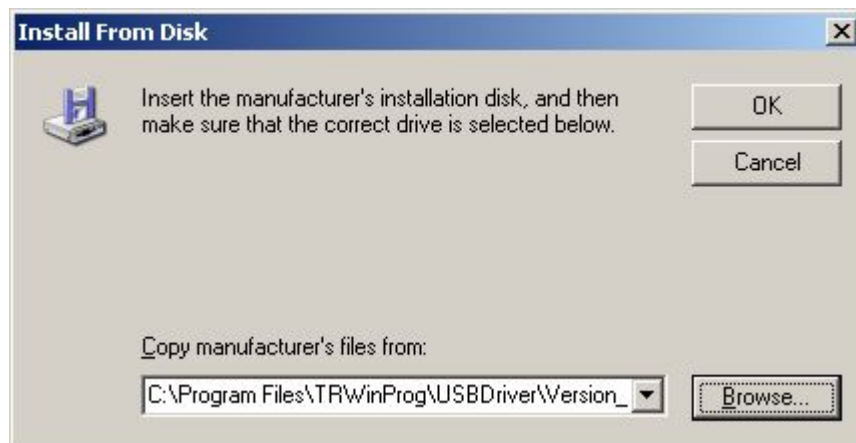 Install From Disk
Insert the manufacturer's installation disk, and then
make sure that the correct drive is selected below.
OK
Cancel
Copy manufacturer's files from:
C:\Program Files\TRWinProg\USBDriver\Version_
Browse...